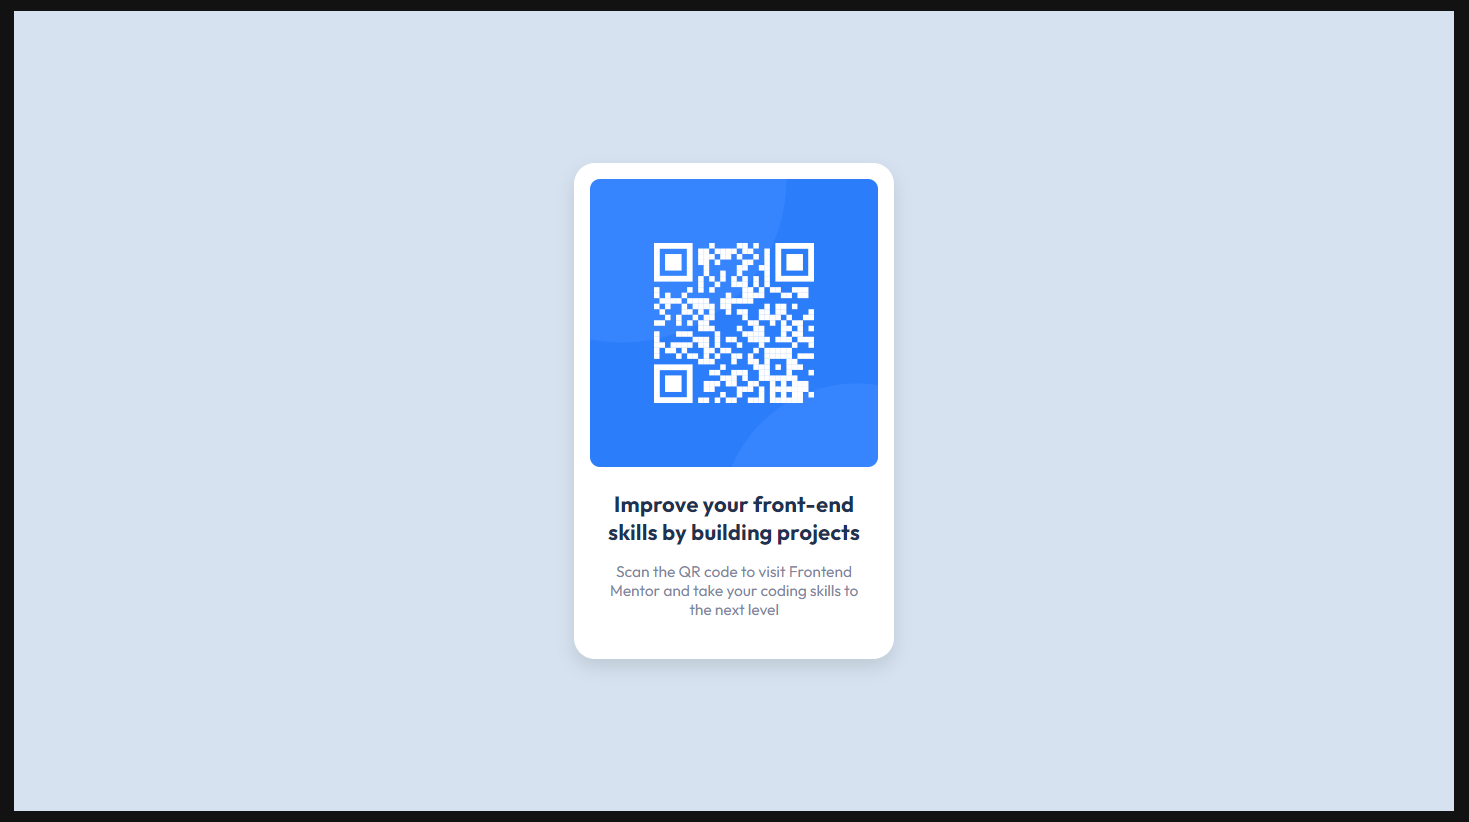 Improve your front-end
skills by building projects
Scan the QR code to visit Frontend
Mentor and take your coding skills to
the next level